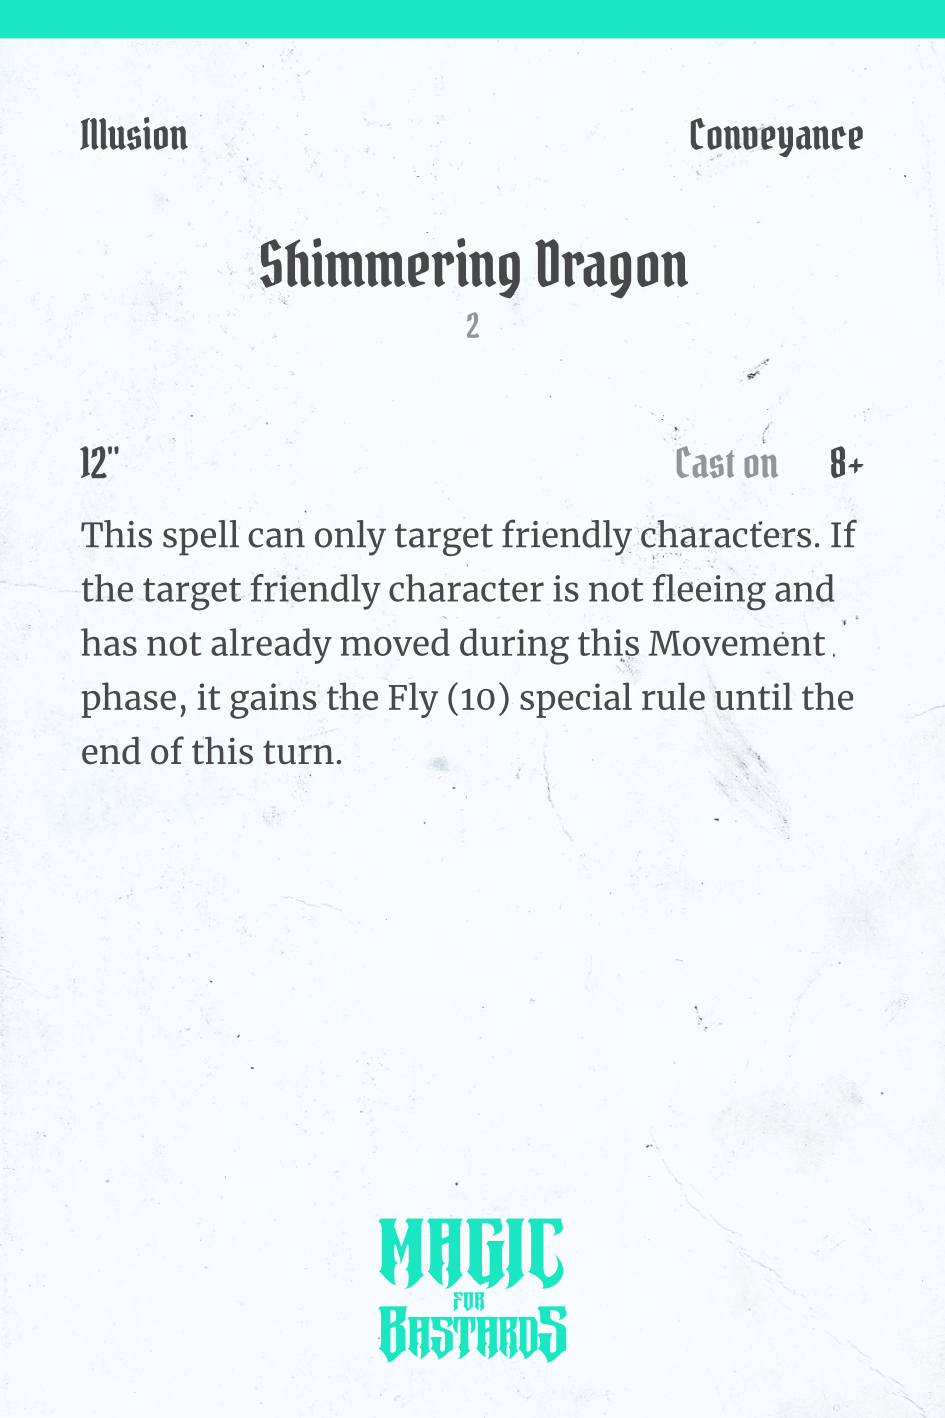 Illusion
Conveyance
Shimmering Dragon
2
12"
Cast on 8+
This spell can only target friendly characters. If
the target friendly character is not fleeing and
has not already moved during this Movement
phase, it gains the Fly (10) special rule until the
end of this turn.
MAGIC
FOR
BASTARDS